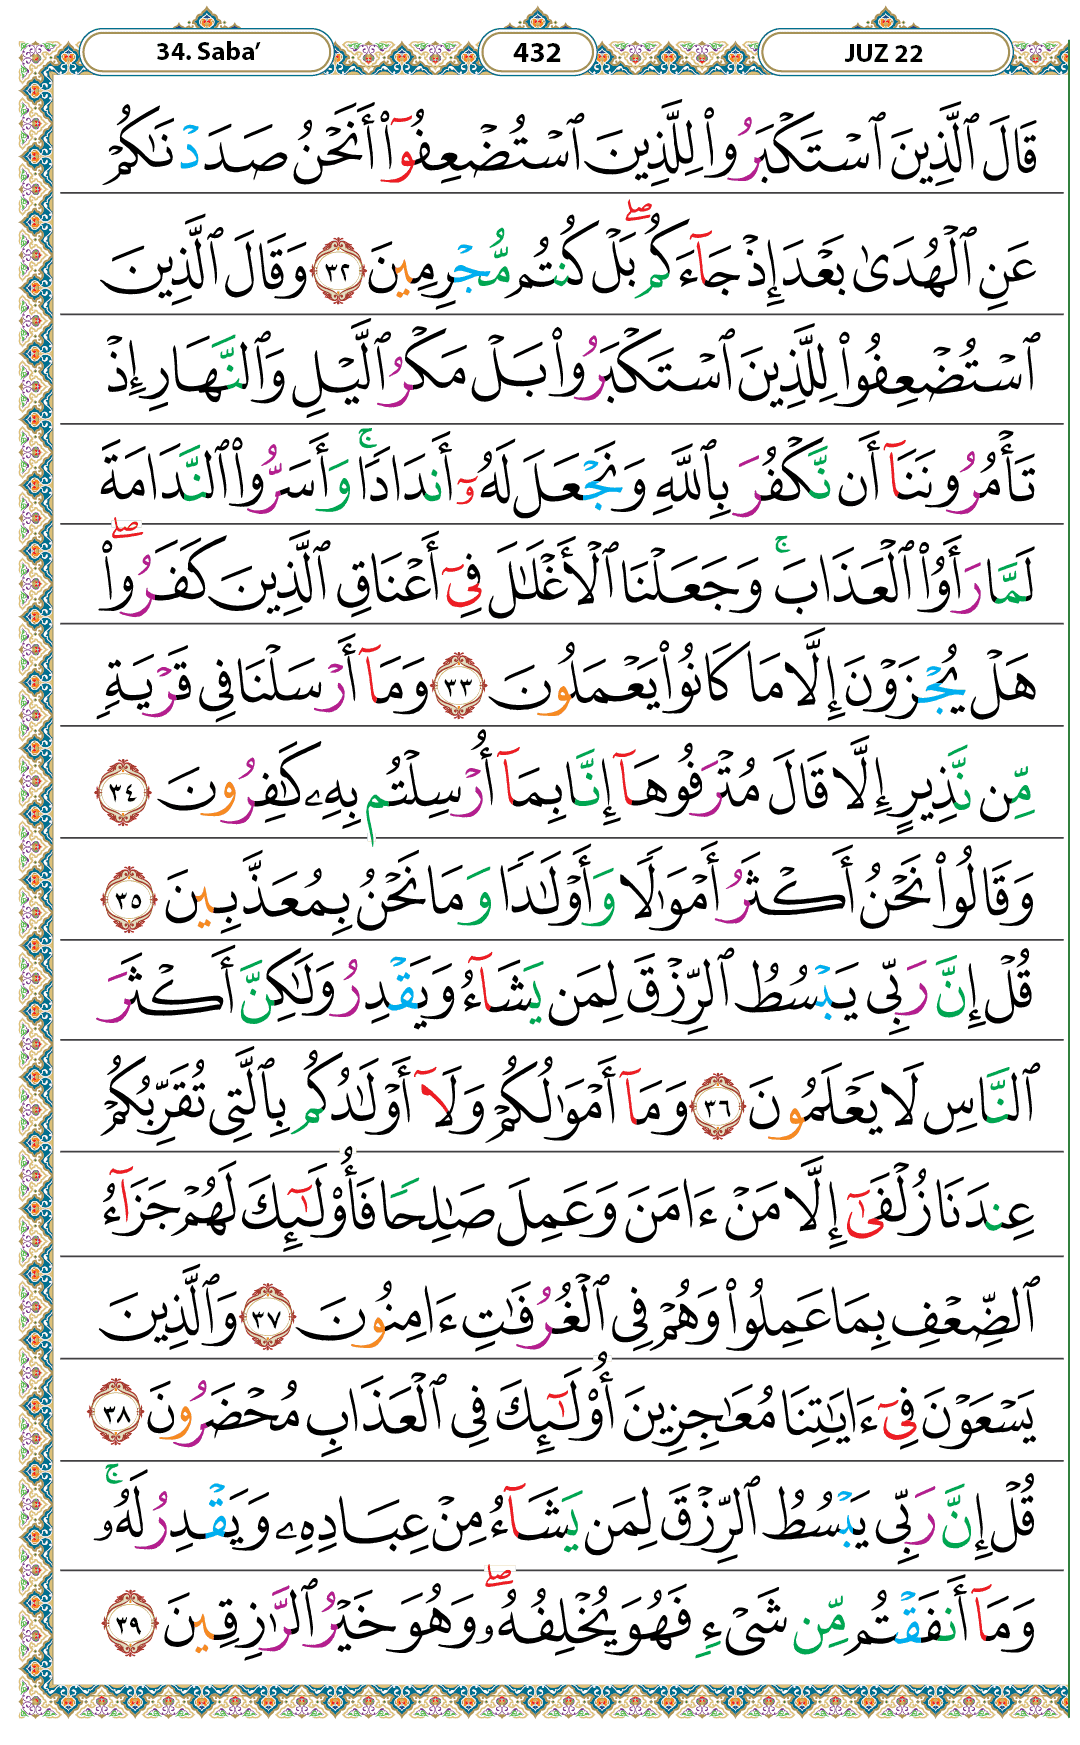 34. Saba’
432
JUZ 22
قَالَ ٱلَّذِينَ ٱسْتَكْبَرُوا۟ لِلَّذِينَ ٱسْتُضْعِفُوٓا۟ أَنَحْنُ صَدَدْنَـٰكُمْ
عَنِ ٱلْهُدَىٰ بَعْدَ إِذْ جَآءَكُم ۖ بَلْ كُنتُم مُّجْرِمِينَ ٣٢ وَقَالَ ٱلَّذِينَ
ٱسْتُضْعِفُوا۟ لِلَّذِينَ ٱسْتَكْبَرُوا۟ بَلْ مَكْرُ ٱلَّيْلِ وَٱلنَّهَارِ إِذْ
تَأْمُرُونَنَآ أَن نَّكْفُرَ بِٱللَّهِ وَنَجْعَلَ لَهُۥٓ أَندَادًا ۚ وَأَسَرُّوا۟ ٱلنَّدَامَةَ
لَمَّا رَأَوُا۟ ٱلْعَذَابَ ۚ وَجَعَلْنَا ٱلْأَغْلَـٰلَ فِىٓ أَعْنَاقِ ٱلَّذِينَ كَفَرُوا۟ ۖ
هَلْ يُجْزَوْنَ إِلَّا مَا كَانُوا۟ يَعْمَلُونَ ٣٣ وَمَآ أَرْسَلْنَا فِى قَرْيَةٍ
مِّن نَّذِيرٍ إِلَّا قَالَ مُتْرَفُوهَآ إِنَّا بِمَآ أُرْسِلْتُم بِهِۦ كَـٰفِرُونَ ٣٤
وَقَالُوا۟ نَحْنُ أَكْثَرُ أَمْوَٰلًا وَأَوْلَـٰدًا وَمَا نَحْنُ بِمُعَذَّبِينَ ٣٥
قُلْ إِنَّ رَبِّى يَبْسُطُ ٱلرِّزْقَ لِمَن يَشَآءُ وَيَقْدِرُ وَلَـٰكِنَّ أَكْثَرَ
ٱلنَّاسِ لَا يَعْلَمُونَ ٣٦ وَمَآ أَمْوَٰلُكُمْ وَلَآ أَوْلَـٰدُكُم بِٱلَّتِى تُقَرِّبُكُمْ
عِندَنَا زُلْفَىٰٓ إِلَّا مَنْ ءَامَنَ وَعَمِلَ صَـٰلِحًا فَأُو۟لَـٰٓئِكَ لَهُمْ جَزَآءُ
ٱلضِّعْفِ بِمَا عَمِلُوا۟ وَهُمْ فِى ٱلْغُرُفَـٰتِ ءَامِنُونَ ٣٧ وَٱلَّذِينَ
يَسْعَوْنَ فِىٓ ءَايَـٰتِنَا مُعَـٰجِزِينَ أُو۟لَـٰٓئِكَ فِى ٱلْعَذَابِ مُحْضَرُونَ ٣٨
قُلْ إِنَّ رَبِّى يَبْسُطُ ٱلرِّزْقَ لِمَن يَشَآءُ مِنْ عِبَادِهِۦ وَيَقْدِرُ لَهُۥ ۚ
وَمَآ أَنفَقْتُم مِّن شَىْءٍ فَهُوَ يُخْلِفُهُۥ ۖ وَهُوَ خَيْرُ ٱلرَّٰزِقِينَ ٣٩